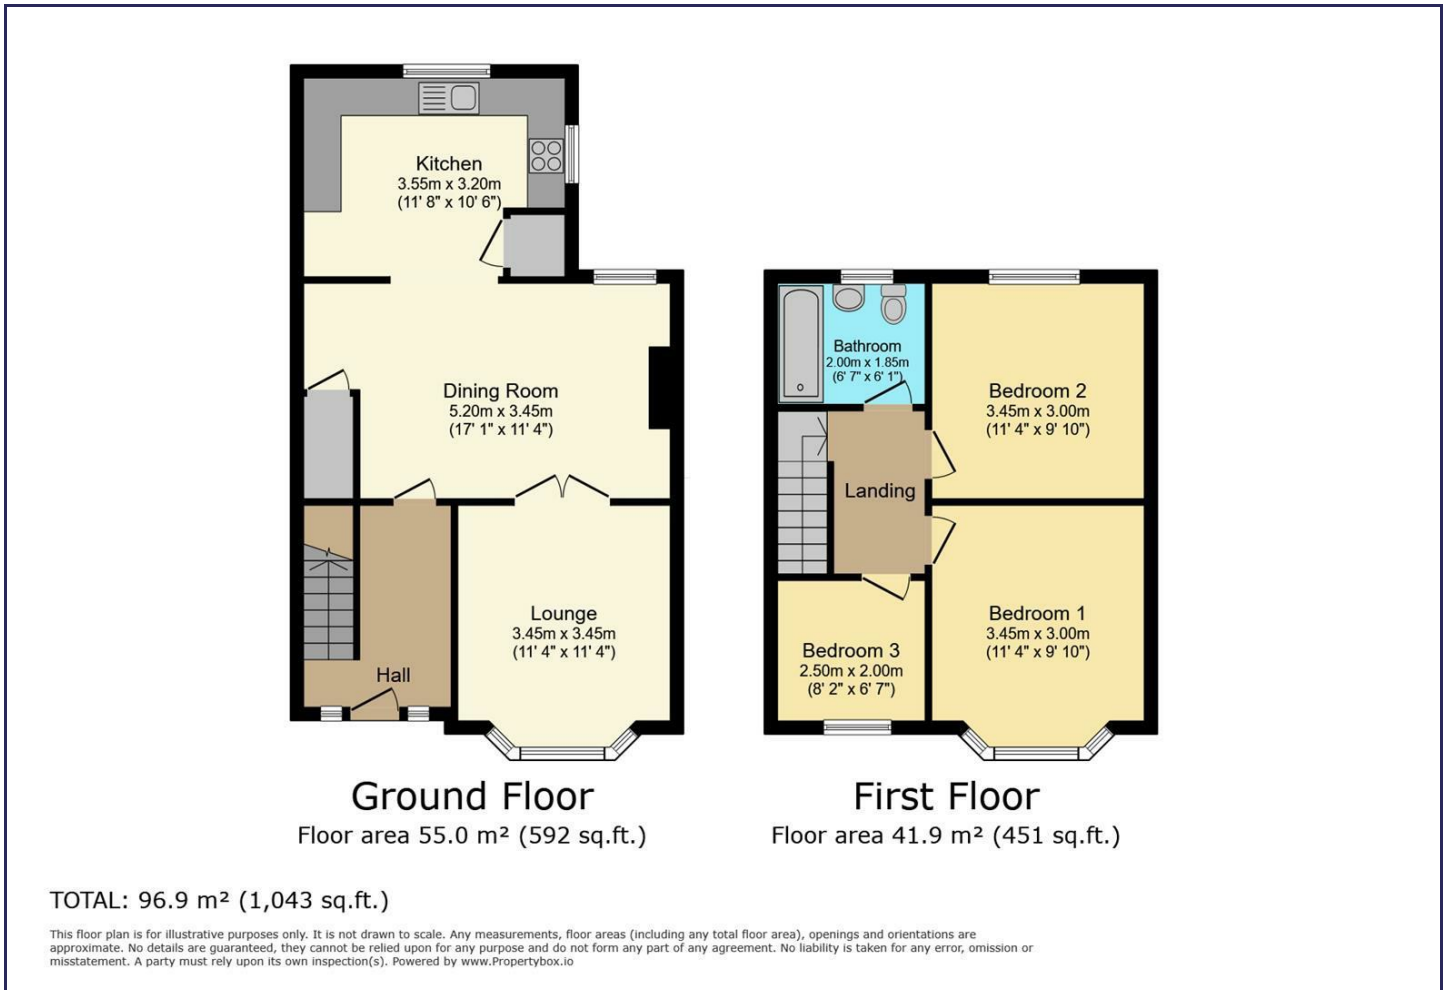 Kitchen
3.55m x 3.20m
(11' 8" x 10' 6")
Dining Room
5.20m x 3.45m
(17' 1" x 11' 4")
Lounge
3.45m x 3.45m
(11' 4" x 11' 4")
Hall
Ground Floor
Floor area 55.0 m² (592 sq.ft.)
Bathroom
2.00m x 1.85m
(6' 7" x 6' 1")
Bedroom 2
3.45m x 3.00m
(11' 4" x 9' 10")
Landing
Bedroom 1
3.45m x 3.00m
(11' 4" x 9' 10")
Bedroom 3
2.50m x 2.00m
(8' 2" x 6' 7")
First Floor
Floor area 41.9 m² (451 sq.ft.)
TOTAL: 96.9 m² (1,043 sq.ft.)
This floor plan is for illustrative purposes only. It is not drawn to scale. Any measurements, floor areas (including any total floor area), openings and orientations are
approximate. No details are guaranteed, they cannot be relied upon for any purpose and do not form any part of any agreement. No liability is taken for any error, omission or
misstatement. A party must rely upon its own inspection(s). Powered by www.Propertybox.io